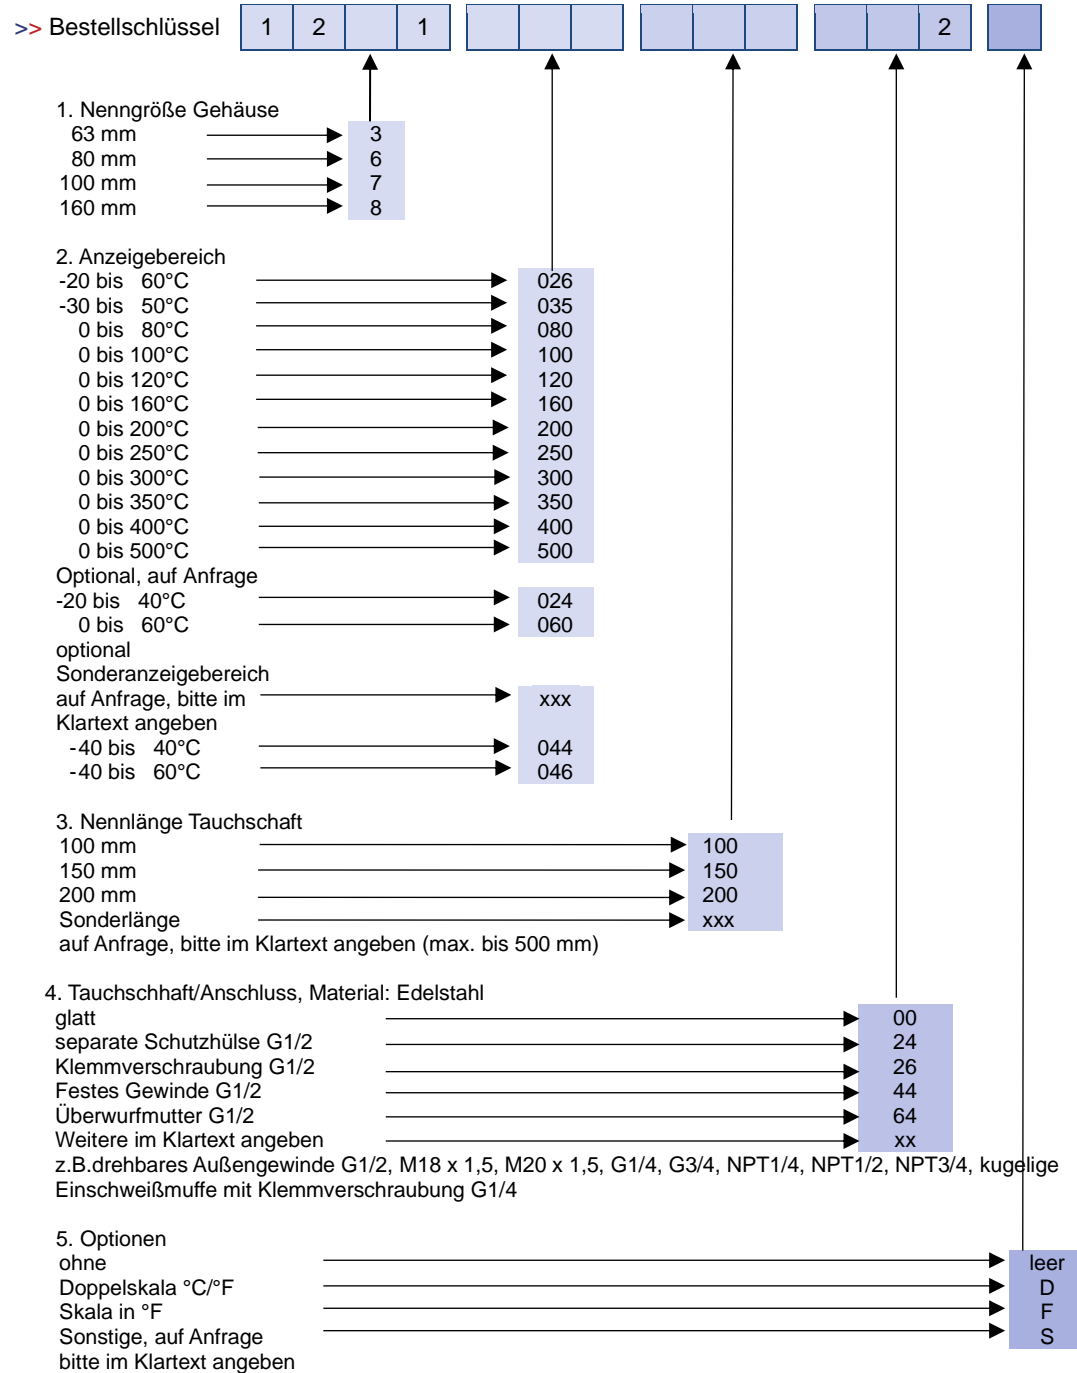 >> Bestellschlüssel 1 2 1 2
1. Nenngröße Gehäuse
63 mm 3
80 mm 6
100 mm 7
160 mm 8
2. Anzeigebereich
-20 bis 60°C 026
-30 bis 50°C 035
0 bis 80°C 080
0 bis 100°C 100
0 bis 120°C 120
0 bis 160°C 160
0 bis 200°C 200
0 bis 250°C 250
0 bis 300°C 300
0 bis 350°C 350
0 bis 400°C 400
0 bis 500°C 500
Optional, auf Anfrage
-20 bis 40°C 024
0 bis 60°C 060
optional
Sonderanzeigebereich
auf Anfrage, bitte im xxx
Klartext angeben
-40 bis 40°C 044
-40 bis 60°C 046
3. Nennlänge Tauchschaft
100 mm 100
150 mm 150
200 mm 200
Sonderlänge xxx
auf Anfrage, bitte im Klartext angeben (max. bis 500 mm)
4. Tauchschhaft/Anschluss, Material: Edelstahl
glatt 00
separate Schutzhülse G1/2 24
Klemmverschraubung G1/2 26
Festes Gewinde G1/2 44
Überwurfmutter G1/2 64
Weitere im Klartext angeben xx
z.B.drehbares Außengewinde G1/2, M18 x 1,5, M20 x 1,5, G1/4, G3/4, NPT1/4, NPT1/2, NPT3/4, kugelige
Einschweißmuffe mit Klemmverschraubung G1/4
5. Optionen
ohne leer
Doppelskala °C/°F D
Skala in °F F
Sonstige, auf Anfrage S
bitte im Klartext angeben